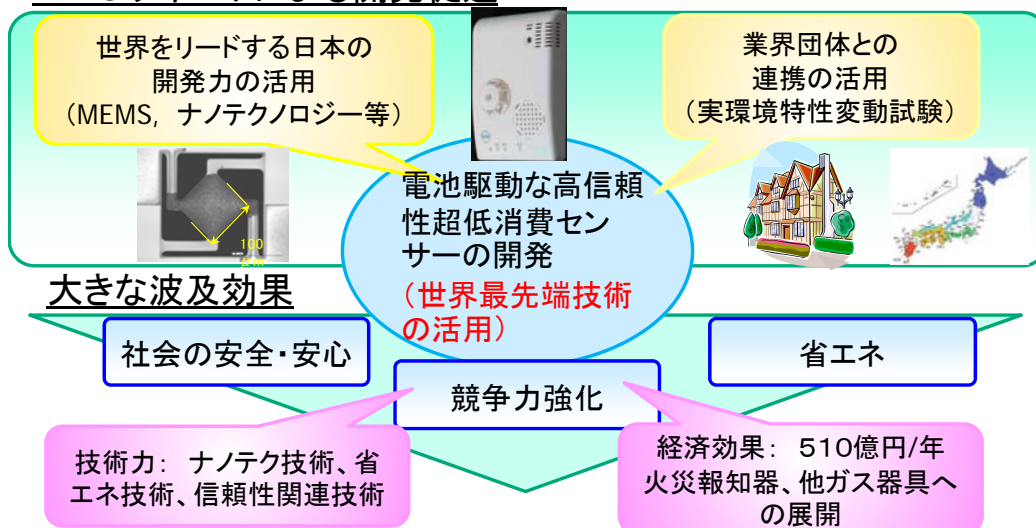 世界をリードする日本の
開発力の活用
(MEMS, ナノテクノロジー等)
業界団体との
連携の活用
(実環境特性変動試験)
100
電池駆動な高信頼
性超低消費セン
サーの開発
(世界最先端技術
の活用)
大きな波及効果
社会の安全・安心
省エネ
競争力強化
技術力: ナノテク技術、省
エネ技術、信頼性関連技術
経済効果: 510億円/年
火災報知器、他ガス器具へ
の展開